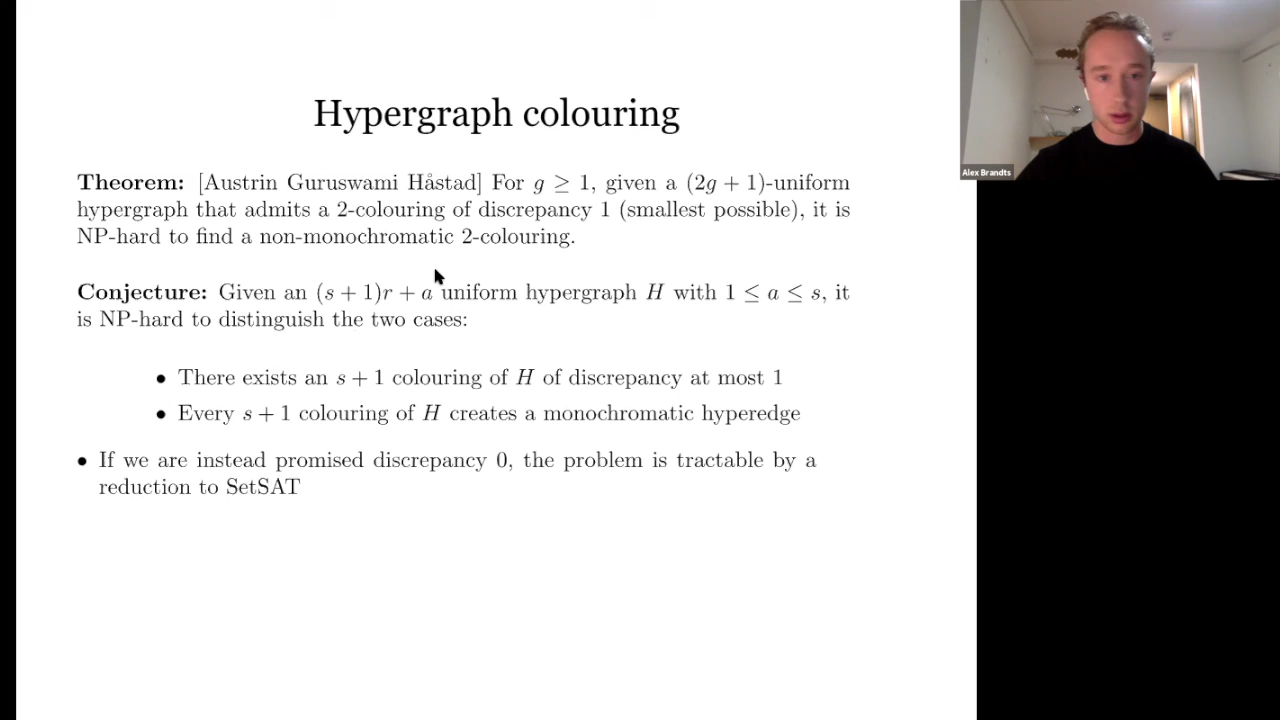 Hypergraph colouring
Theorem: [Austrin Guruswami Håstad] For g ≥ 1, given a (2g + 1)-uniform
hypergraph that admits a 2-colouring of discrepancy 1 (smallest possible), it is
NP-hard to find a non-monochromatic 2-colouring.
Conjecture: Given an (s + 1)r + a uniform hypergraph H with 1 ≤ a ≤ s, it
is NP-hard to distinguish the two cases:
• There exists an s + 1 colouring of H of discrepancy at most 1
• Every s + 1 colouring of H creates a monochromatic hyperedge
• If we are instead promised discrepancy 0, the problem is tractable by a
reduction to SetSAT
Alex Brandts